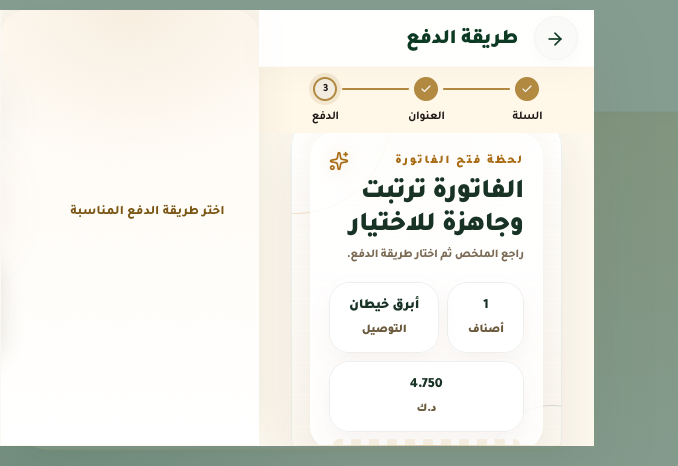 طريقة الدفع
السلة
العنوان
3
الدفع
لحظة فتح الفاتورة
الفاتورة ترتبت
وجاهزة للاختيار
راجع الملخص ثم اختار طريقة الدفع.
1
أصناف
أبرق خيطان
التوصيل
4.750
د.ك
اختر طريقة الدفع المناسبة